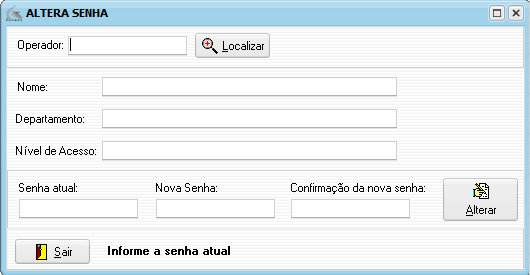 ALTERA SENHA
Operador: Localizar
Nome:
Departamento:
Nível de Acesso:
Senha atual: Nova Senha: Confirmação da nova senha:
Alterar
Sair Informe a senha atual